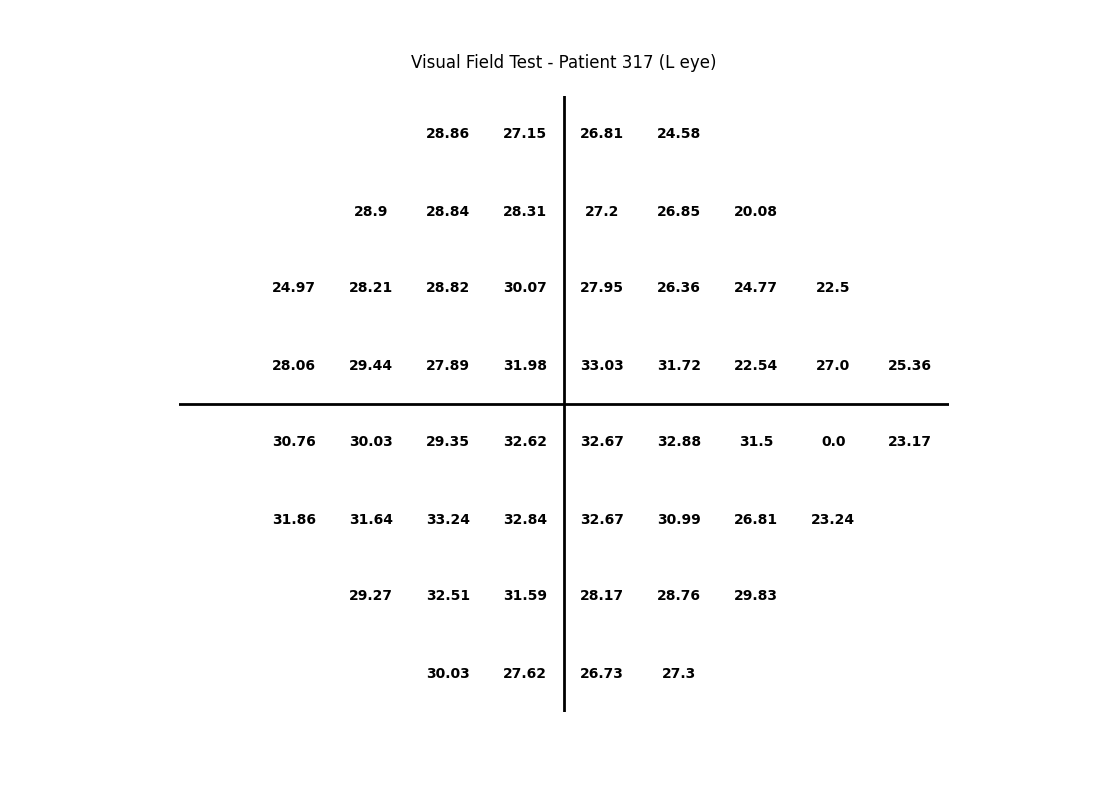 Visual Field Test - Patient 317 (L eye)
28.86 27.15 26.81 24.58
28.9 28.84 28.31 27.2 26.85 20.08
24.97 28.21 28.82 30.07 27.95 26.36 24.77 22.5
28.06 29.44 27.89 31.98 33.03 31.72 22.54 27.0 25.36
30.76 30.03 29.35 32.62 32.67 32.88 31.5 0.0 23.17
31.86 31.64 33.24 32.84 32.67 30.99 26.81 23.24
29.27 32.51 31.59 28.17 28.76 29.83
30.03 27.62 26.73 27.3